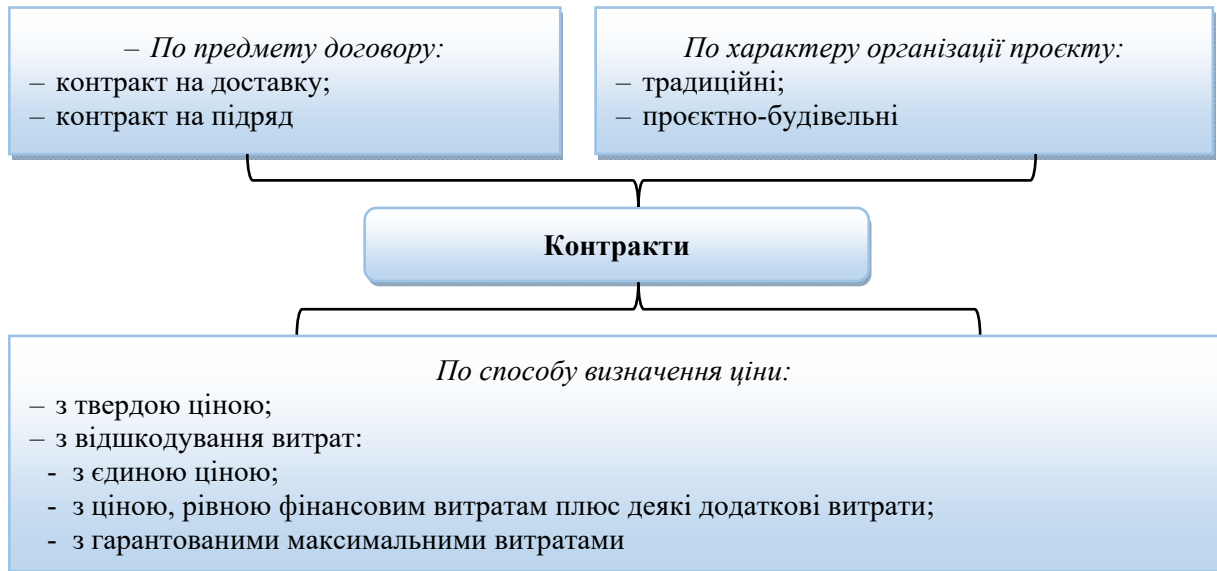 – По предмету договору:
– контракт на доставку;
– контракт на підряд
По характеру організації проєкту:
– традиційні;
– проєктно-будівельні
Контракти
По способу визначення ціни:
– з твердою ціною;
– з відшкодування витрат:
- з єдиною ціною;
- з ціною, рівною фінансовим витратам плюс деякі додаткові витрати;
- з гарантованими максимальними витратами